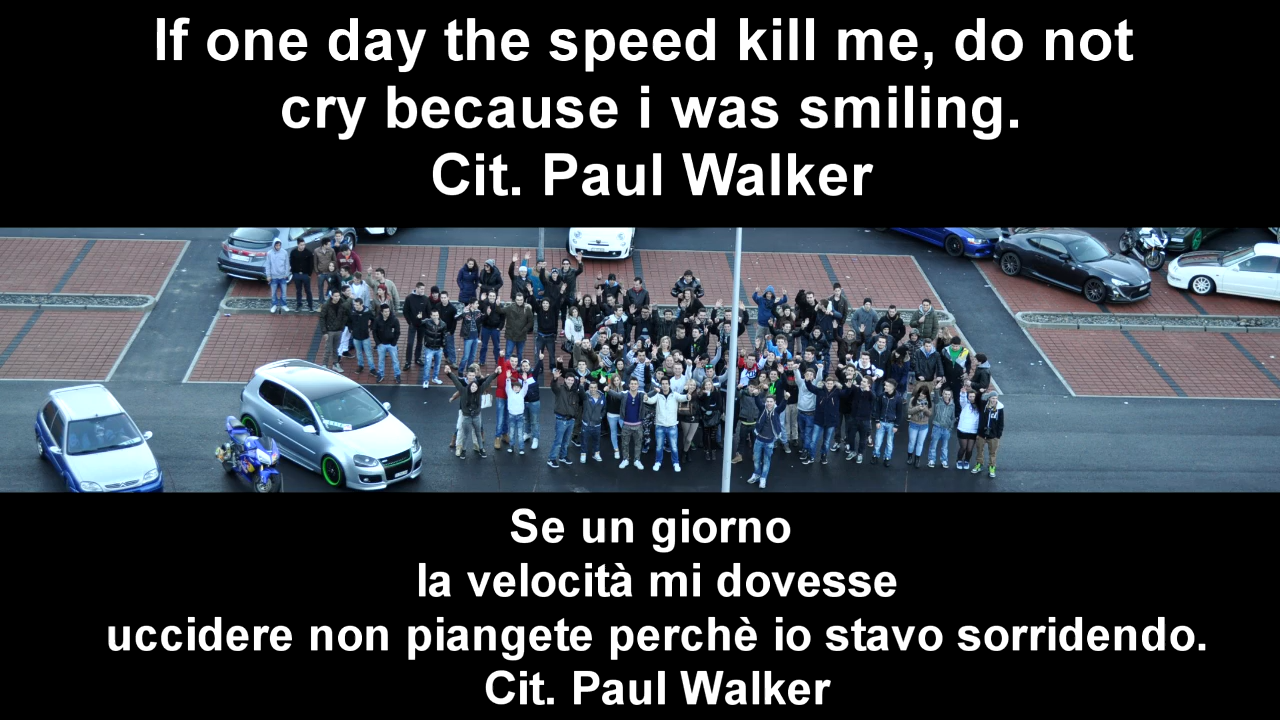 If one day the speed kill me, do not
cry because i was smiling.
Cit. Paul Walker
Se un giorno
la velocità mi dovesse
uccidere non piangete perchè io stavo sorridendo.
Cit. Paul Walker